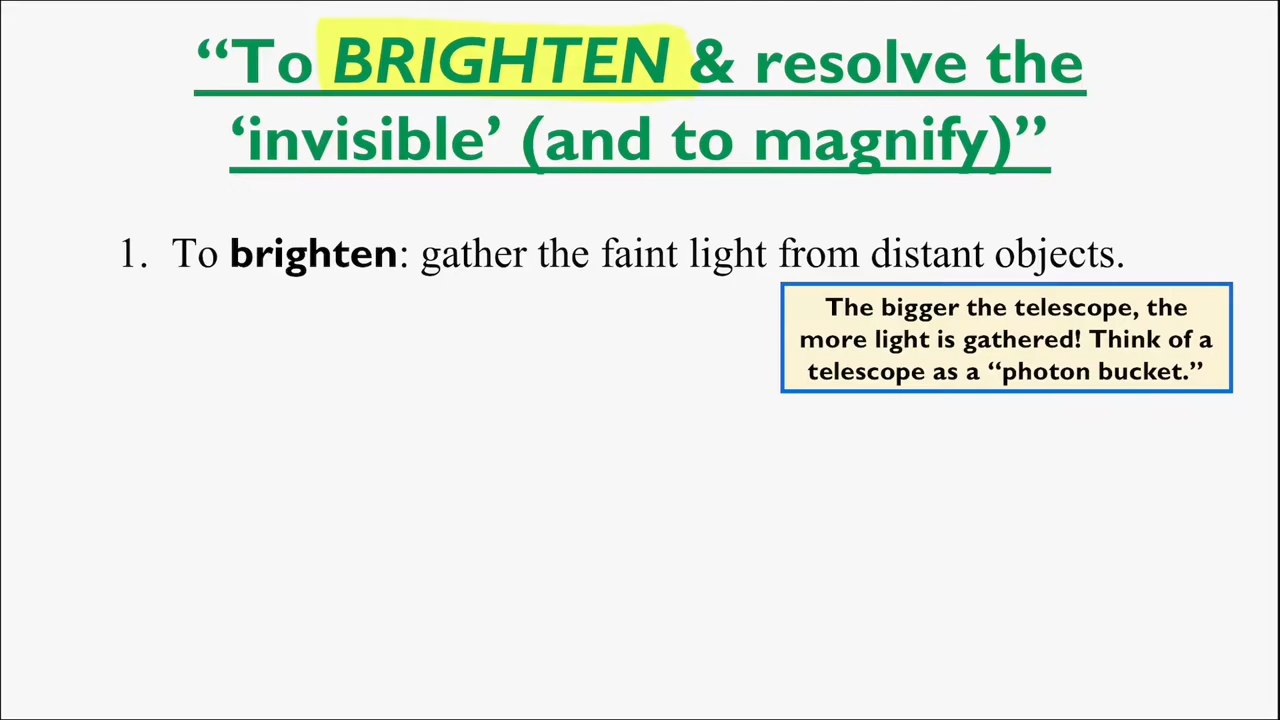 “To BRIGHTEN & resolve the
‘invisible’ (and to magnify)”
1. To brighten: gather the faint light from distant objects.
The bigger the telescope, the
more light is gathered! Think of a
telescope as a “photon bucket.”